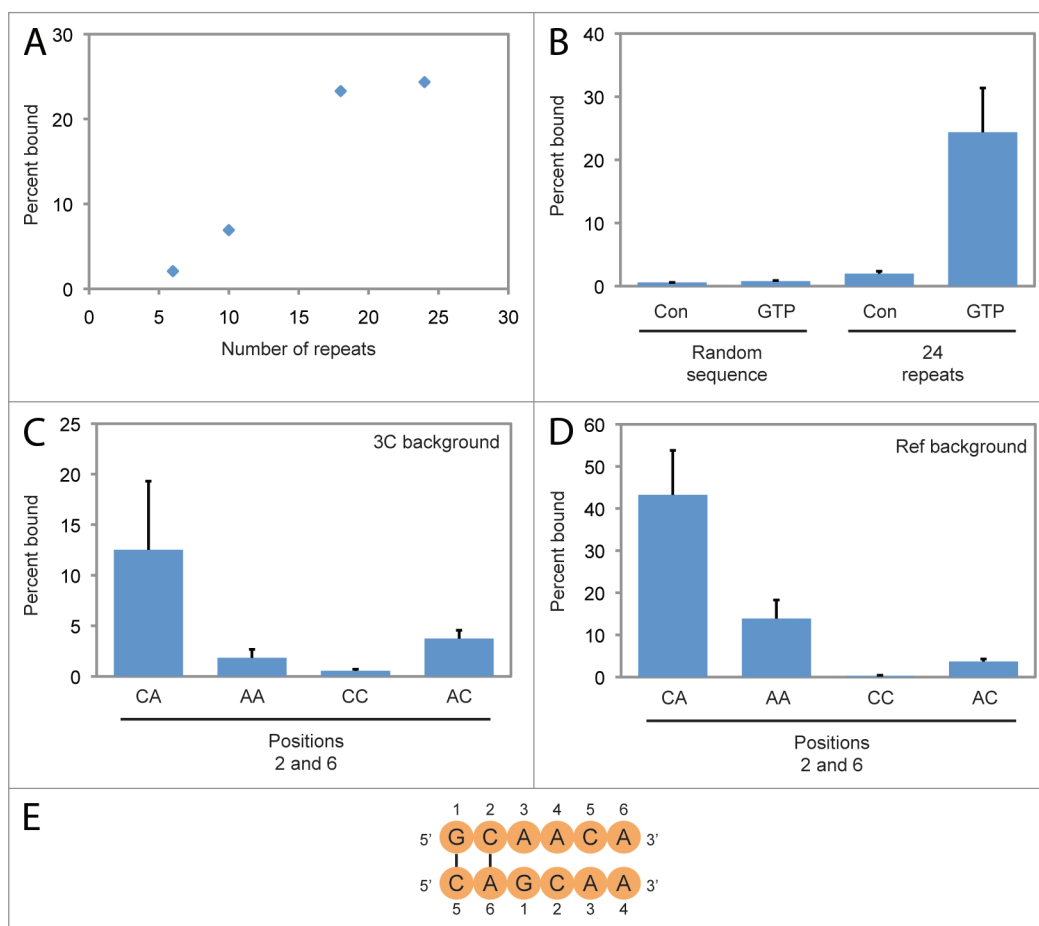 A
Percent bound
30
20
10
0
0 5 10 15 20 25 30
Number of repeats
B
Percent bound
40
30
20
10
0
Con GTP Con GTP
Random sequence
24 repeats
C
3C background
Percent bound
25
20
15
10
5
0
CA AA CC AC
Positions
2 and 6
D
Ref background
Percent bound
60
50
40
30
20
10
0
CA AA CC AC
Positions
2 and 6
E
1 2 3 4 5 6
5' G C A A C A 3'
5' C A G C A A 3'
5 6 1 2 3 4